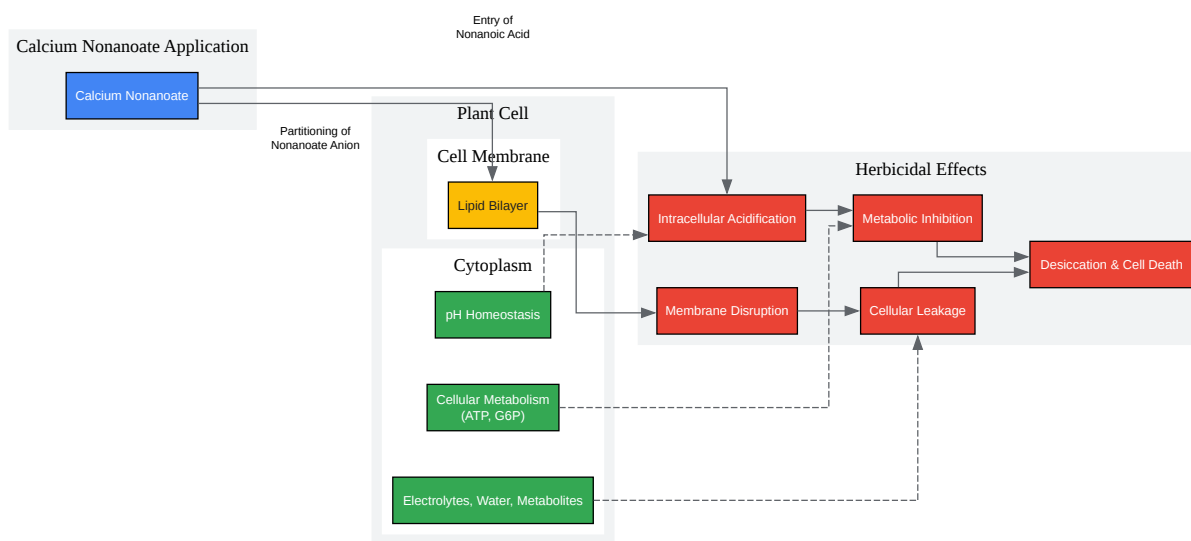 Entry of
Nonanoic Acid
Calcium Nonanoate Application
Calcium Nonanoate
Partitioning of
Nonanoate Anion
Plant Cell
Cell Membrane
Lipid Bilayer
Cytoplasm
pH Homeostasis
Cellular Metabolism
(ATP, G6P)
Electrolytes, Water, Metabolites
Herbicidal Effects
Intracellular Acidification
Metabolic Inhibition
Desiccation & Cell Death
Membrane Disruption
Cellular Leakage